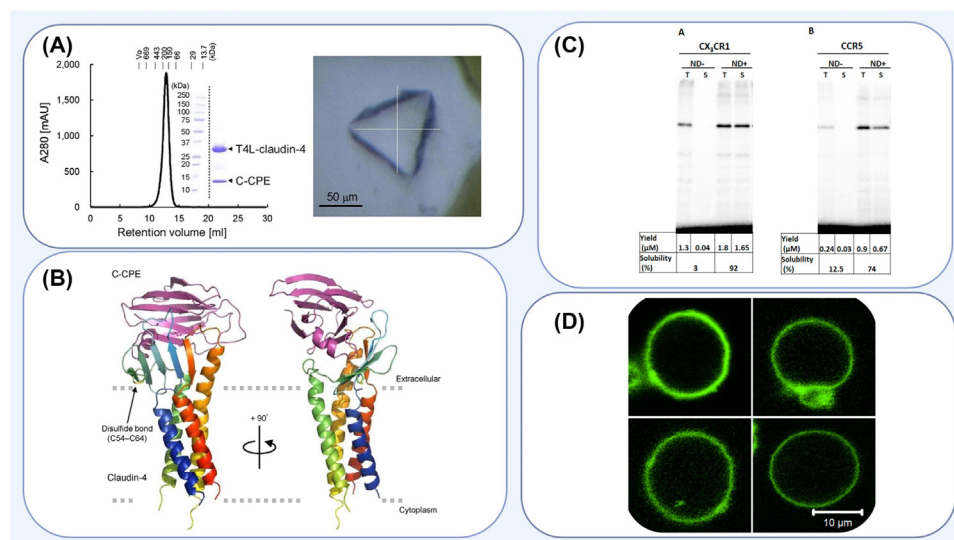 (A)
Vo
669
443
200
150
66
29
13.7
(kDa)
2,000
1,500
1,000
500
0
A280 [mAU]
0 5 10 15 20 25 30
Retention volume [ml]
(kDa)
250
150
100
75
50
37
25
20
15
10
T4L-claudin-4
C-CPE
50 μm
(B)
C-CPE
Extracellular
Disulfide bond
(C54–C64)
+ 90°
Claudin-4
Cytoplasm
(C)
A
CX3CR1
ND- ND+
T S T S
Yield
(μM) 1.3 0.04 1.8 1.65
Solubility
(%) 3 92
B
CCR5
ND- ND+
T S T S
Yield
(μM) 0.24 0.03 0.9 0.67
Solubility
(%) 12.5 74
(D)
10 μm